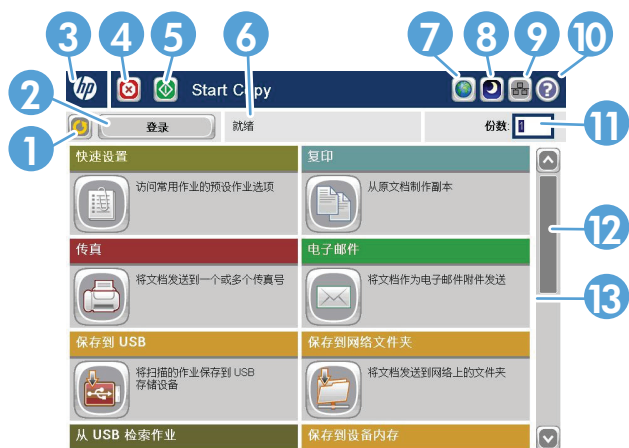 3 4 5 6 7 8 9 10
hp Start Copy ?
2 登录 就绪 份数: 1 11
1
快速设置 复印
访问常用作业的预设作业选项 从原文档制作副本
12
传真 电子邮件
将文档发送到一个或多个传真号 将文档作为电子邮件附件发送
13
保存到 USB 保存到网络文件夹
将扫描的作业保存到 USB 将文档发送到网络上的文件夹
存储设备
从 USB 检索作业 保存到设备内存